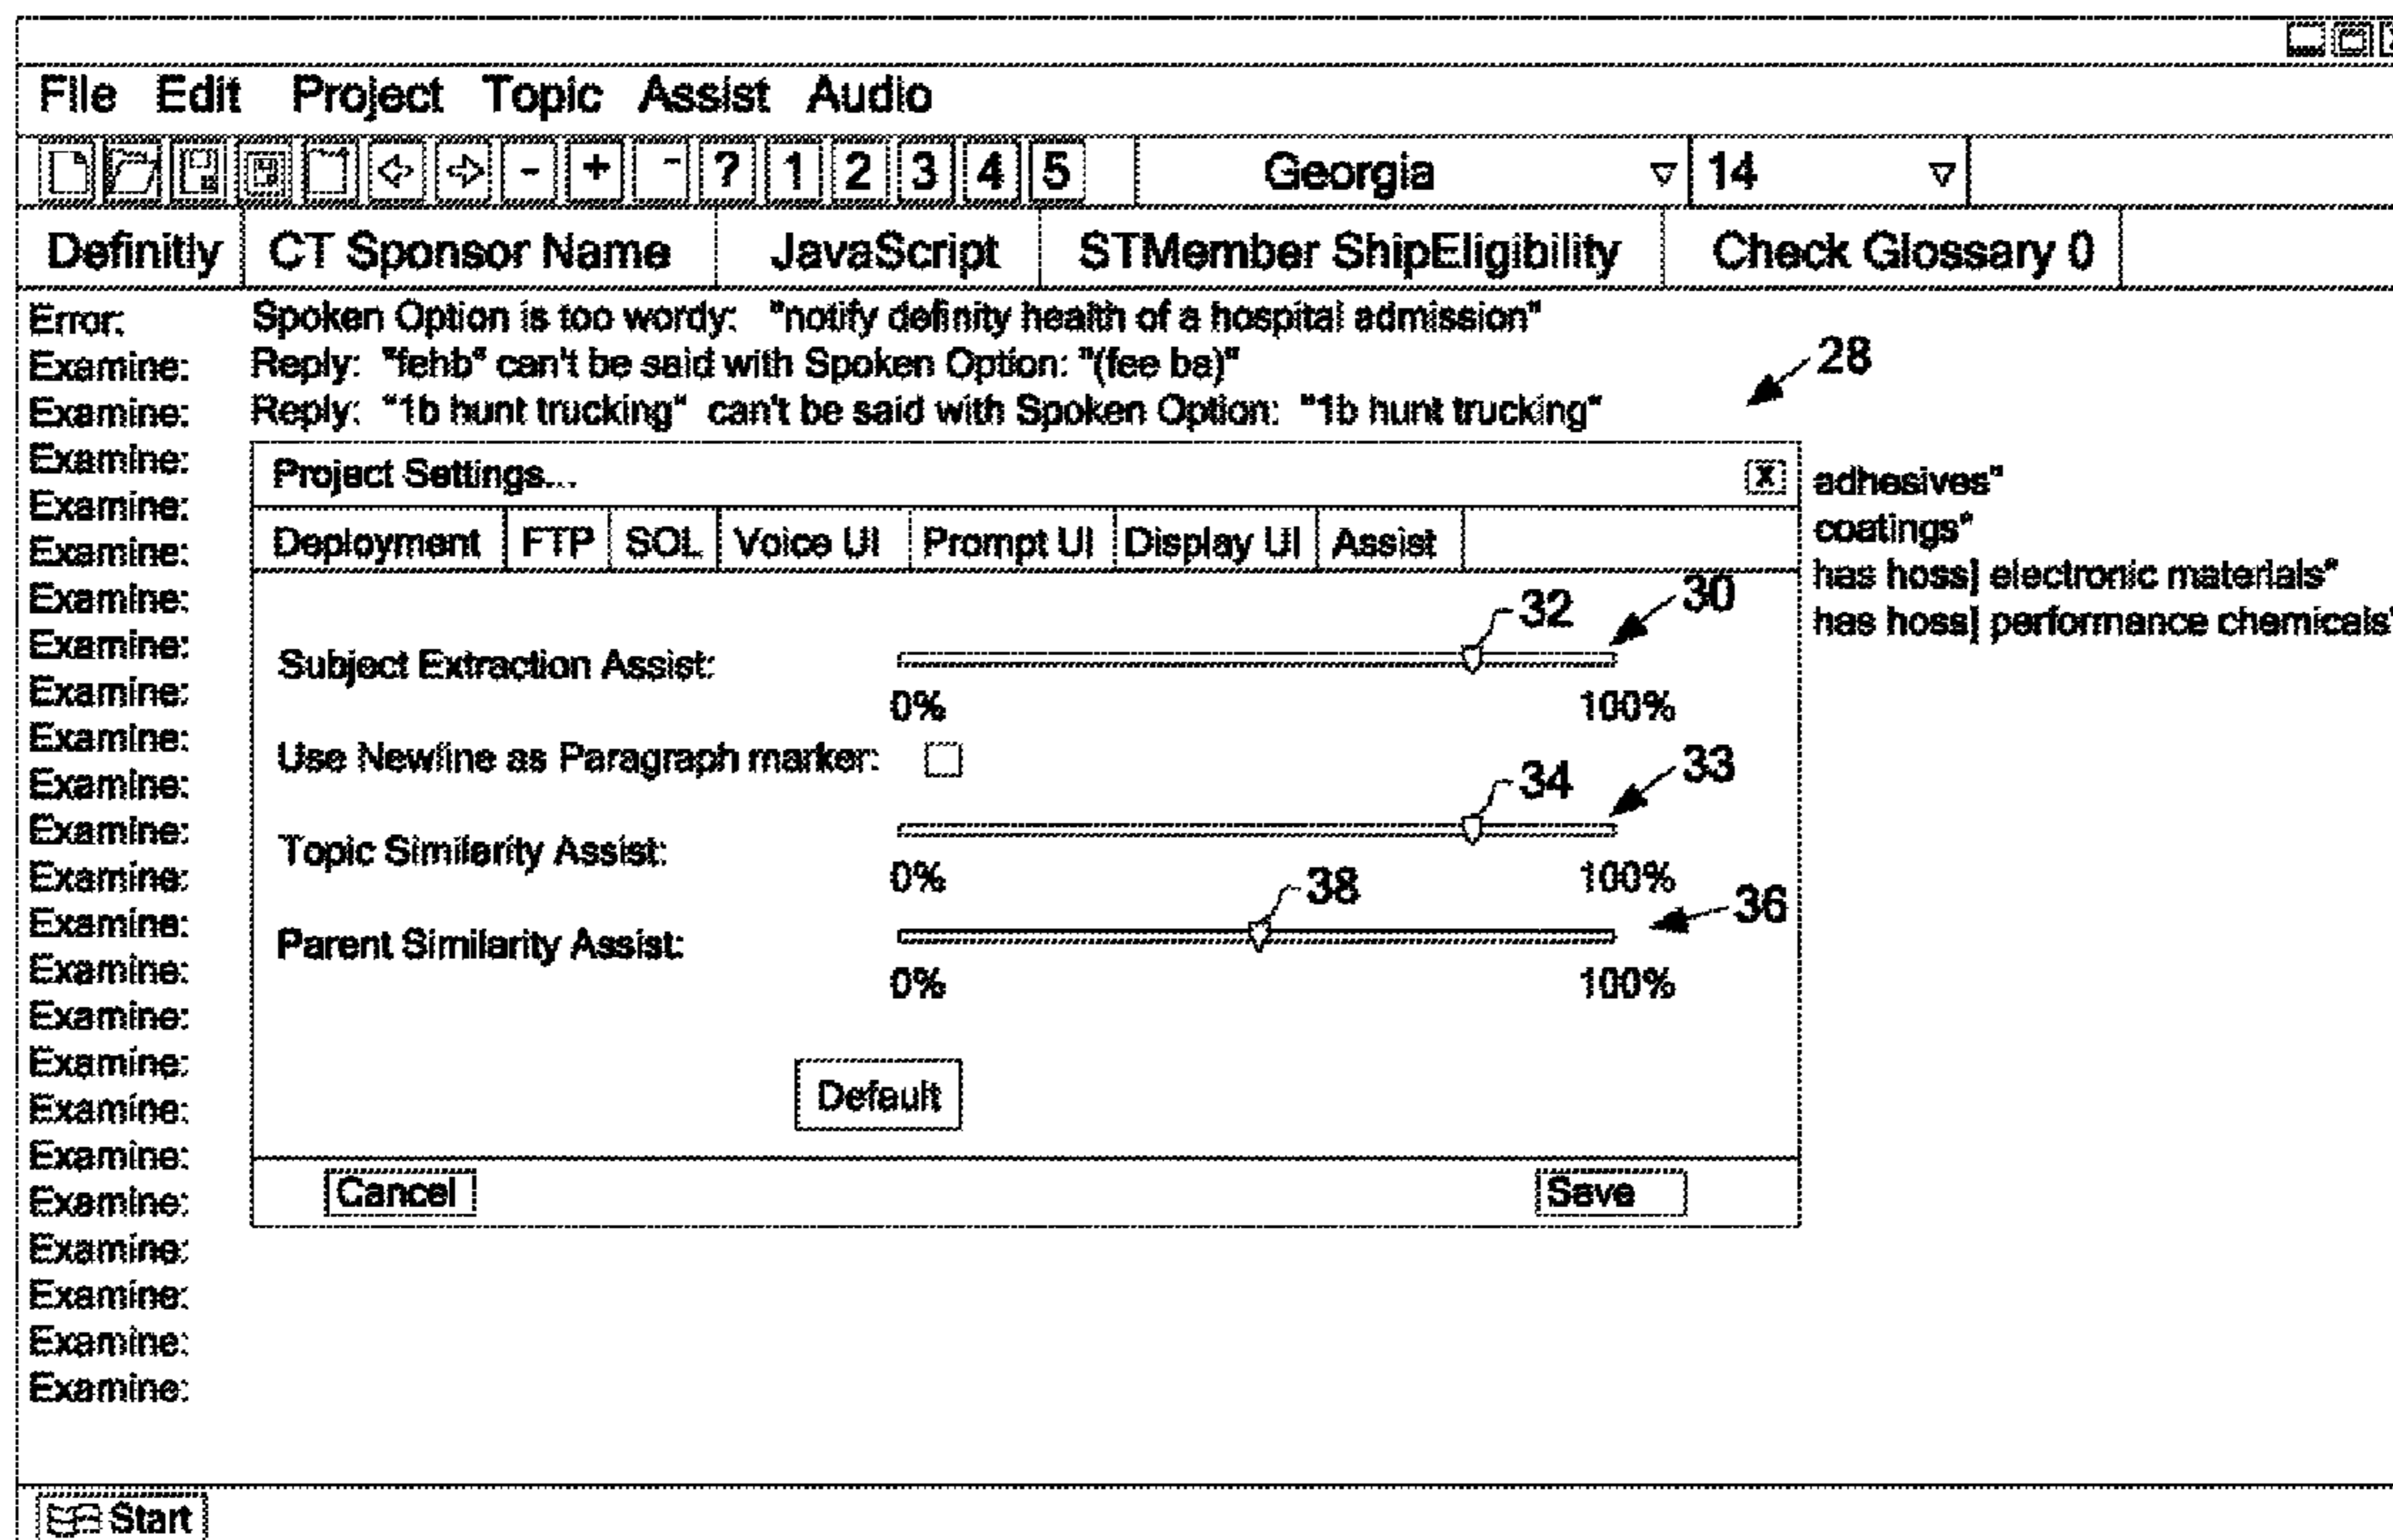 File Edit Project Topic Assist Audio
- + - ? 1 2 3 4 5 Georgia 14
Definitly CT Sponsor Name JavaScript STMember ShipEligibility Check Glossary 0
Error: Spoken Option is too wordy: "notify definity health of a hospital admission"
Examine: Reply: "fehb" can't be said with Spoken Option: "(fee ba)"
28
Examine: Reply: "1b hunt trucking" can't be said with Spoken Option: "1b hunt trucking"
Examine:
Project Settings... X
adhesives"
Examine:
coatings"
Deployment FTP SOL Voice UI Prompt UI Display UI Assist
Examine:
has hoss] electronic materials"
Examine:
32 30
has hoss] performance chemicals"
Examine:
Subject Extraction Assist:
Examine:
0% 100%
Examine:
Use Newline as Paragraph marker:
33
Examine:
34
Examine:
Topic Similarity Assist:
Examine:
0% 100%
38
36
Examine:
Parent Similarity Assist:
Examine:
0% 100%
Examine:
Examine:
Default
Examine:
Examine:
Cancel Save
Examine:
Examine:
Examine:
Examine:
Examine:
Start